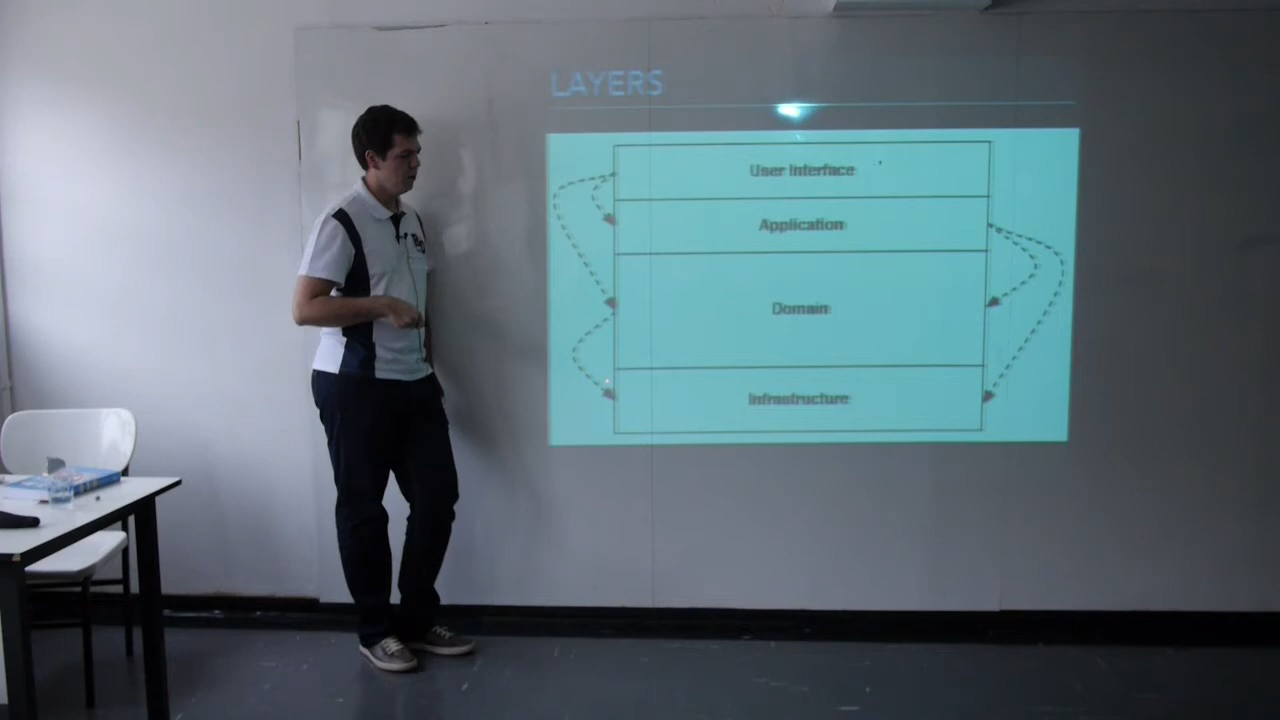 LAYERS
User Interface
Application
Domain
Infrastructure